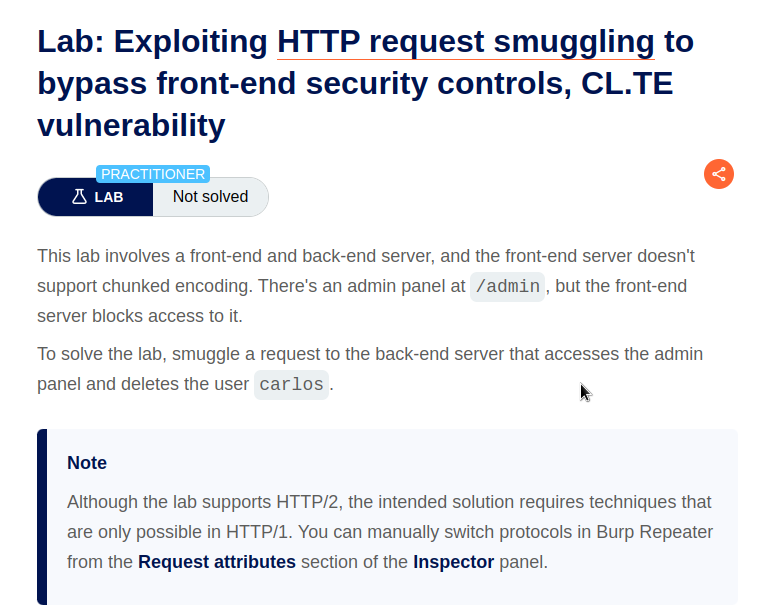 Lab: Exploiting HTTP request smuggling to
bypass front-end security controls, CL.TE
vulnerability
PRACTITIONER
LAB Not solved
This lab involves a front-end and back-end server, and the front-end server doesn't
support chunked encoding. There's an admin panel at /admin, but the front-end
server blocks access to it.
To solve the lab, smuggle a request to the back-end server that accesses the admin
panel and deletes the user carlos.
Note
Although the lab supports HTTP/2, the intended solution requires techniques that
are only possible in HTTP/1. You can manually switch protocols in Burp Repeater
from the Request attributes section of the Inspector panel.